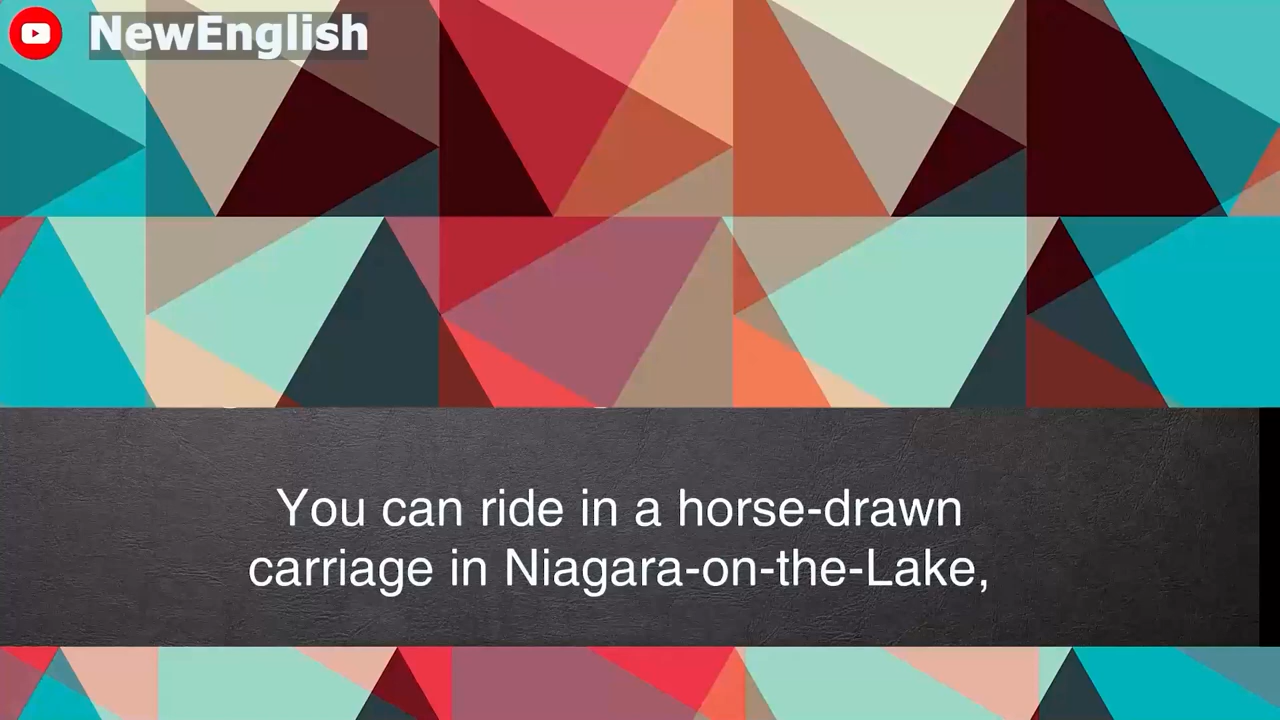 NewEnglish
You can ride in a horse-drawn
carriage in Niagara-on-the-Lake,